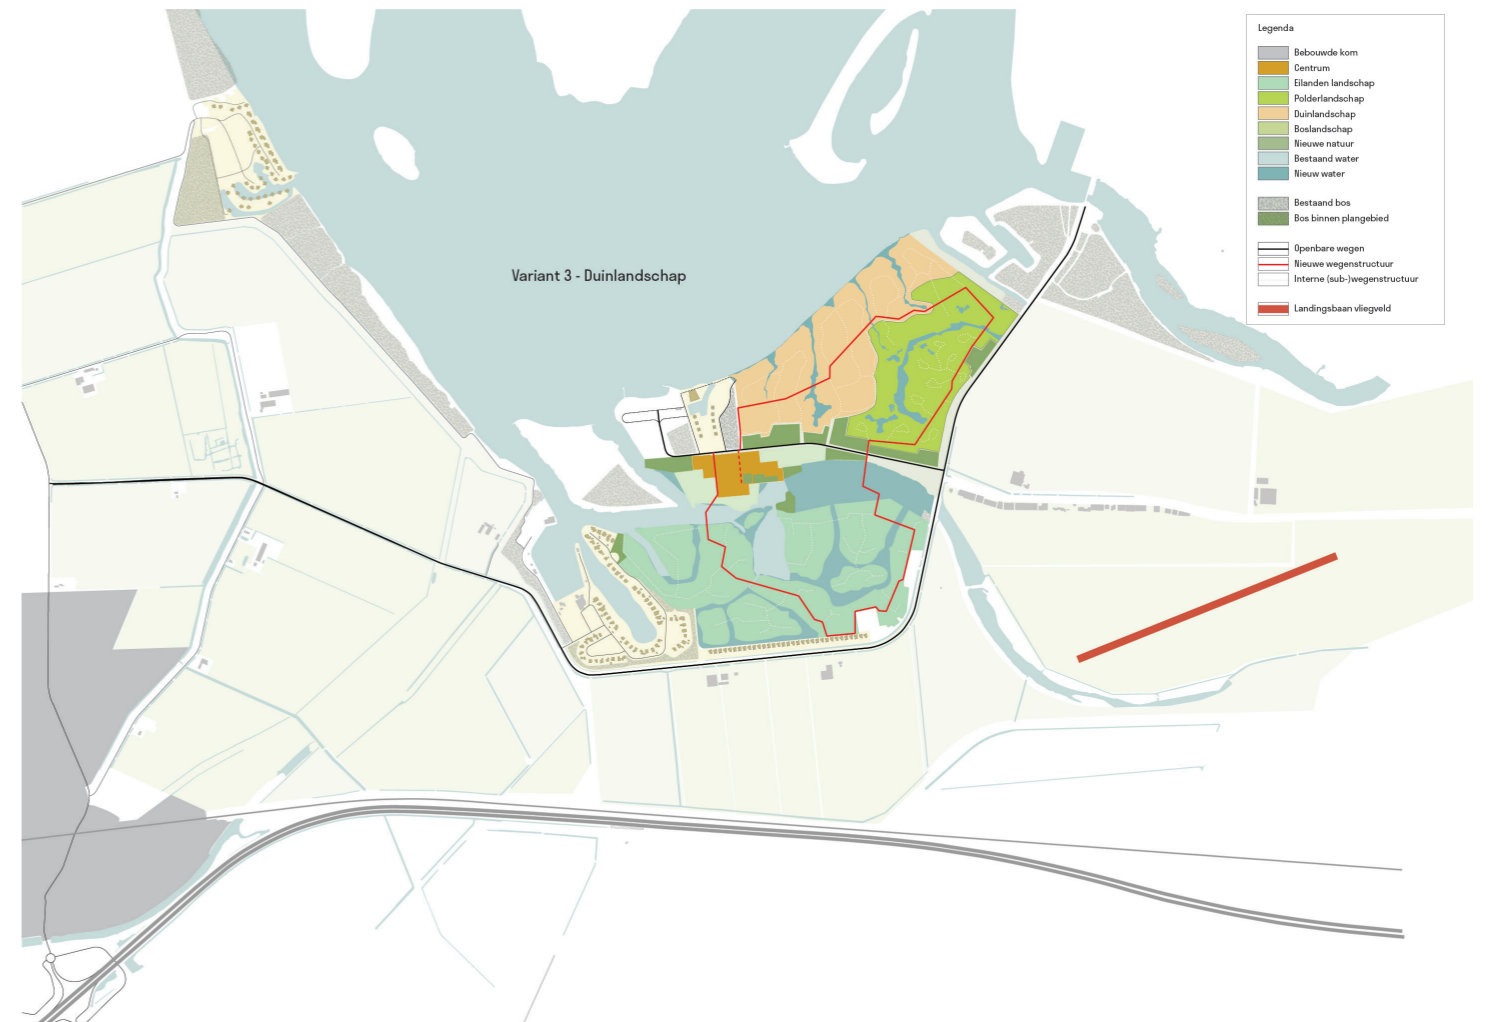 Variant 3 - Duinlandschap
Legenda
Bebouwde kom
Centrum
Eilanden landschap
Polderlandschap
Duinlandschap
Boslandschap
Nieuwe natuur
Bestaand water
Nieuw water
Bestaand bos
Bos binnen plangebied
Openbare wegen
Nieuwe wegenstructuur
Interne (sub-)wegenstructuur
Landingsbaan vliegveld